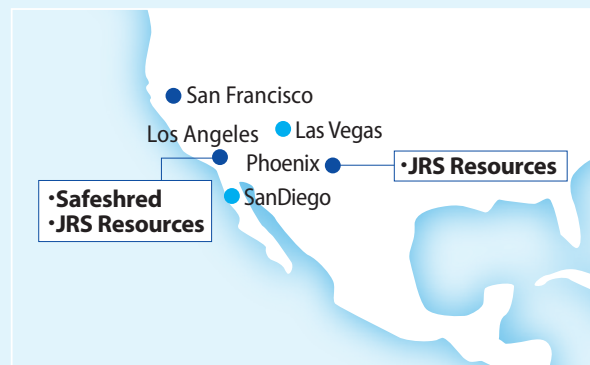 San Francisco
Los Angeles
Las Vegas
Phoenix
•JRS Resources
•Safeshred
•JRS Resources
SanDiego